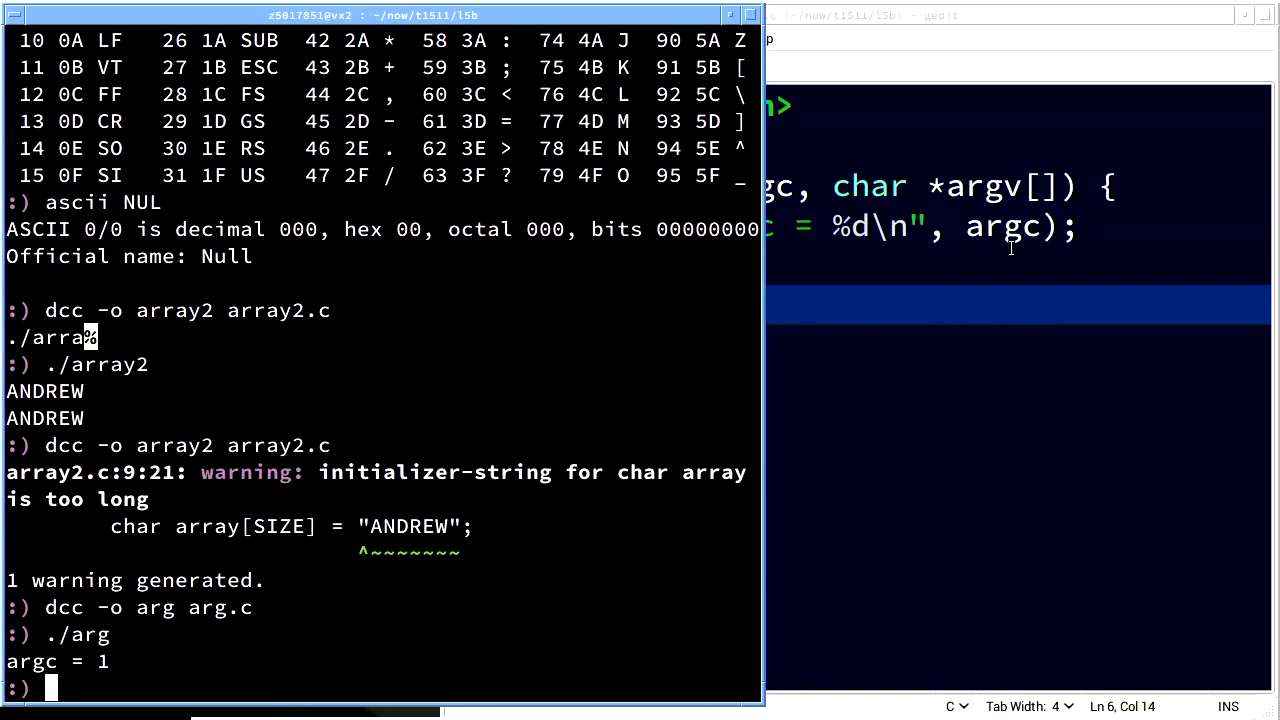 z5017851@vx2 : ~/now/t1511/l5b
10 0A LF 26 1A SUB 42 2A * 58 3A : 74 4A J 90 5A Z
11 0B VT 27 1B ESC 43 2B + 59 3B ; 75 4B K 91 5B [
12 0C FF 28 1C FS 44 2C , 60 3C < 76 4C L 92 5C \
13 0D CR 29 1D GS 45 2D - 61 3D = 77 4D M 93 5D ]
14 0E SO 30 1E RS 46 2E . 62 3E > 78 4E N 94 5E ^
15 0F SI 31 1F US 47 2F / 63 3F ? 79 4F O 95 5F _
:) ascii NUL
ASCII 0/0 is decimal 000, hex 00, octal 000, bits 00000000
Official name: Null
:) dcc -o array2 array2.c
./arra%
:) ./array2
ANDREW
ANDREW
:) dcc -o array2 array2.c
array2.c:9:21: warning: initializer-string for char array
is too long
char array[SIZE] = "ANDREW";
^~~~~~~~
1 warning generated.
:) dcc -o arg arg.c
:) ./arg
argc = 1
:)
c (~/now/t1511/l5b) - gedit
p
h>
gc, char *argv[]) {
c = %d\n", argc);
C Tab Width: 4 Ln 6, Col 14 INS